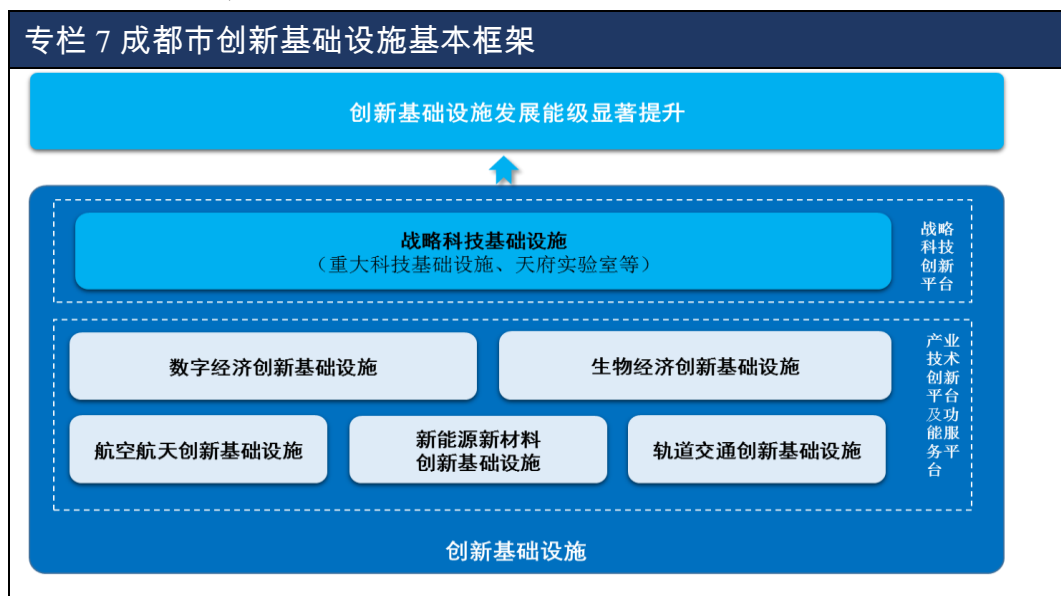 专栏 7 成都市创新基础设施基本框架
创新基础设施发展能级显著提升
战略科技基础设施
（重大科技基础设施、天府实验室等）
战略
科技
创新
平台
数字经济创新基础设施
生物经济创新基础设施
航空航天创新基础设施
新能源新材料
创新基础设施
轨道交通创新基础设施
产业
技术
创新
平台
及功
能服
务平
台
创新基础设施